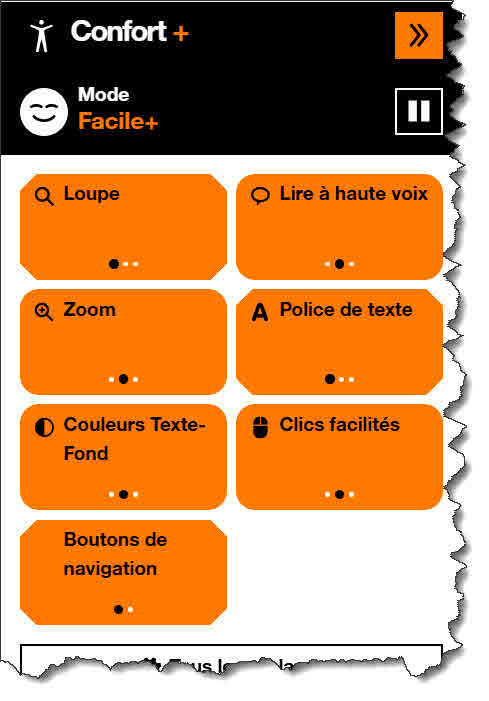 Confort +
Mode
Facile+
Loupe
Lire à haute voix
Zoom
Police de texte
A
Couleurs Texte-
Fond
Clics facilités
Boutons de
navigation